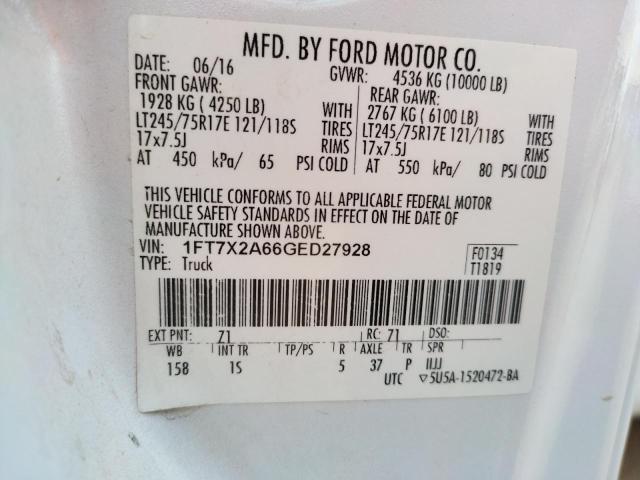 MFD. BY FORD MOTOR CO.
DATE: 06/16 GVWR: 4536 KG (10000 LB)
FRONT GAWR: REAR GAWR:
1928 KG ( 4250 LB) WITH 2767 KG ( 6100 LB) WITH
LT245/75R17E 121/118S TIRES LT245/75R17E 121/118S TIRES
17x7.5J RIMS 17x7.5J RIMS
AT 450 kPa/ 65 PSI COLD AT 550 kPa/ 80 PSI COLD
THIS VEHICLE CONFORMS TO ALL APPLICABLE FEDERAL MOTOR
VEHICLE SAFETY STANDARDS IN EFFECT ON THE DATE OF
MANUFACTURE SHOWN ABOVE.
VIN: 1FT7X2A66GED27928 F0134
TYPE: Truck T1819
EXT PNT: Z1 RC: 71 DSO:
WB INT TR TP/PS R AXLE TR SPR
158 1S 5 37 P IIJJ
UTC ▽5U5A-1520472-BA